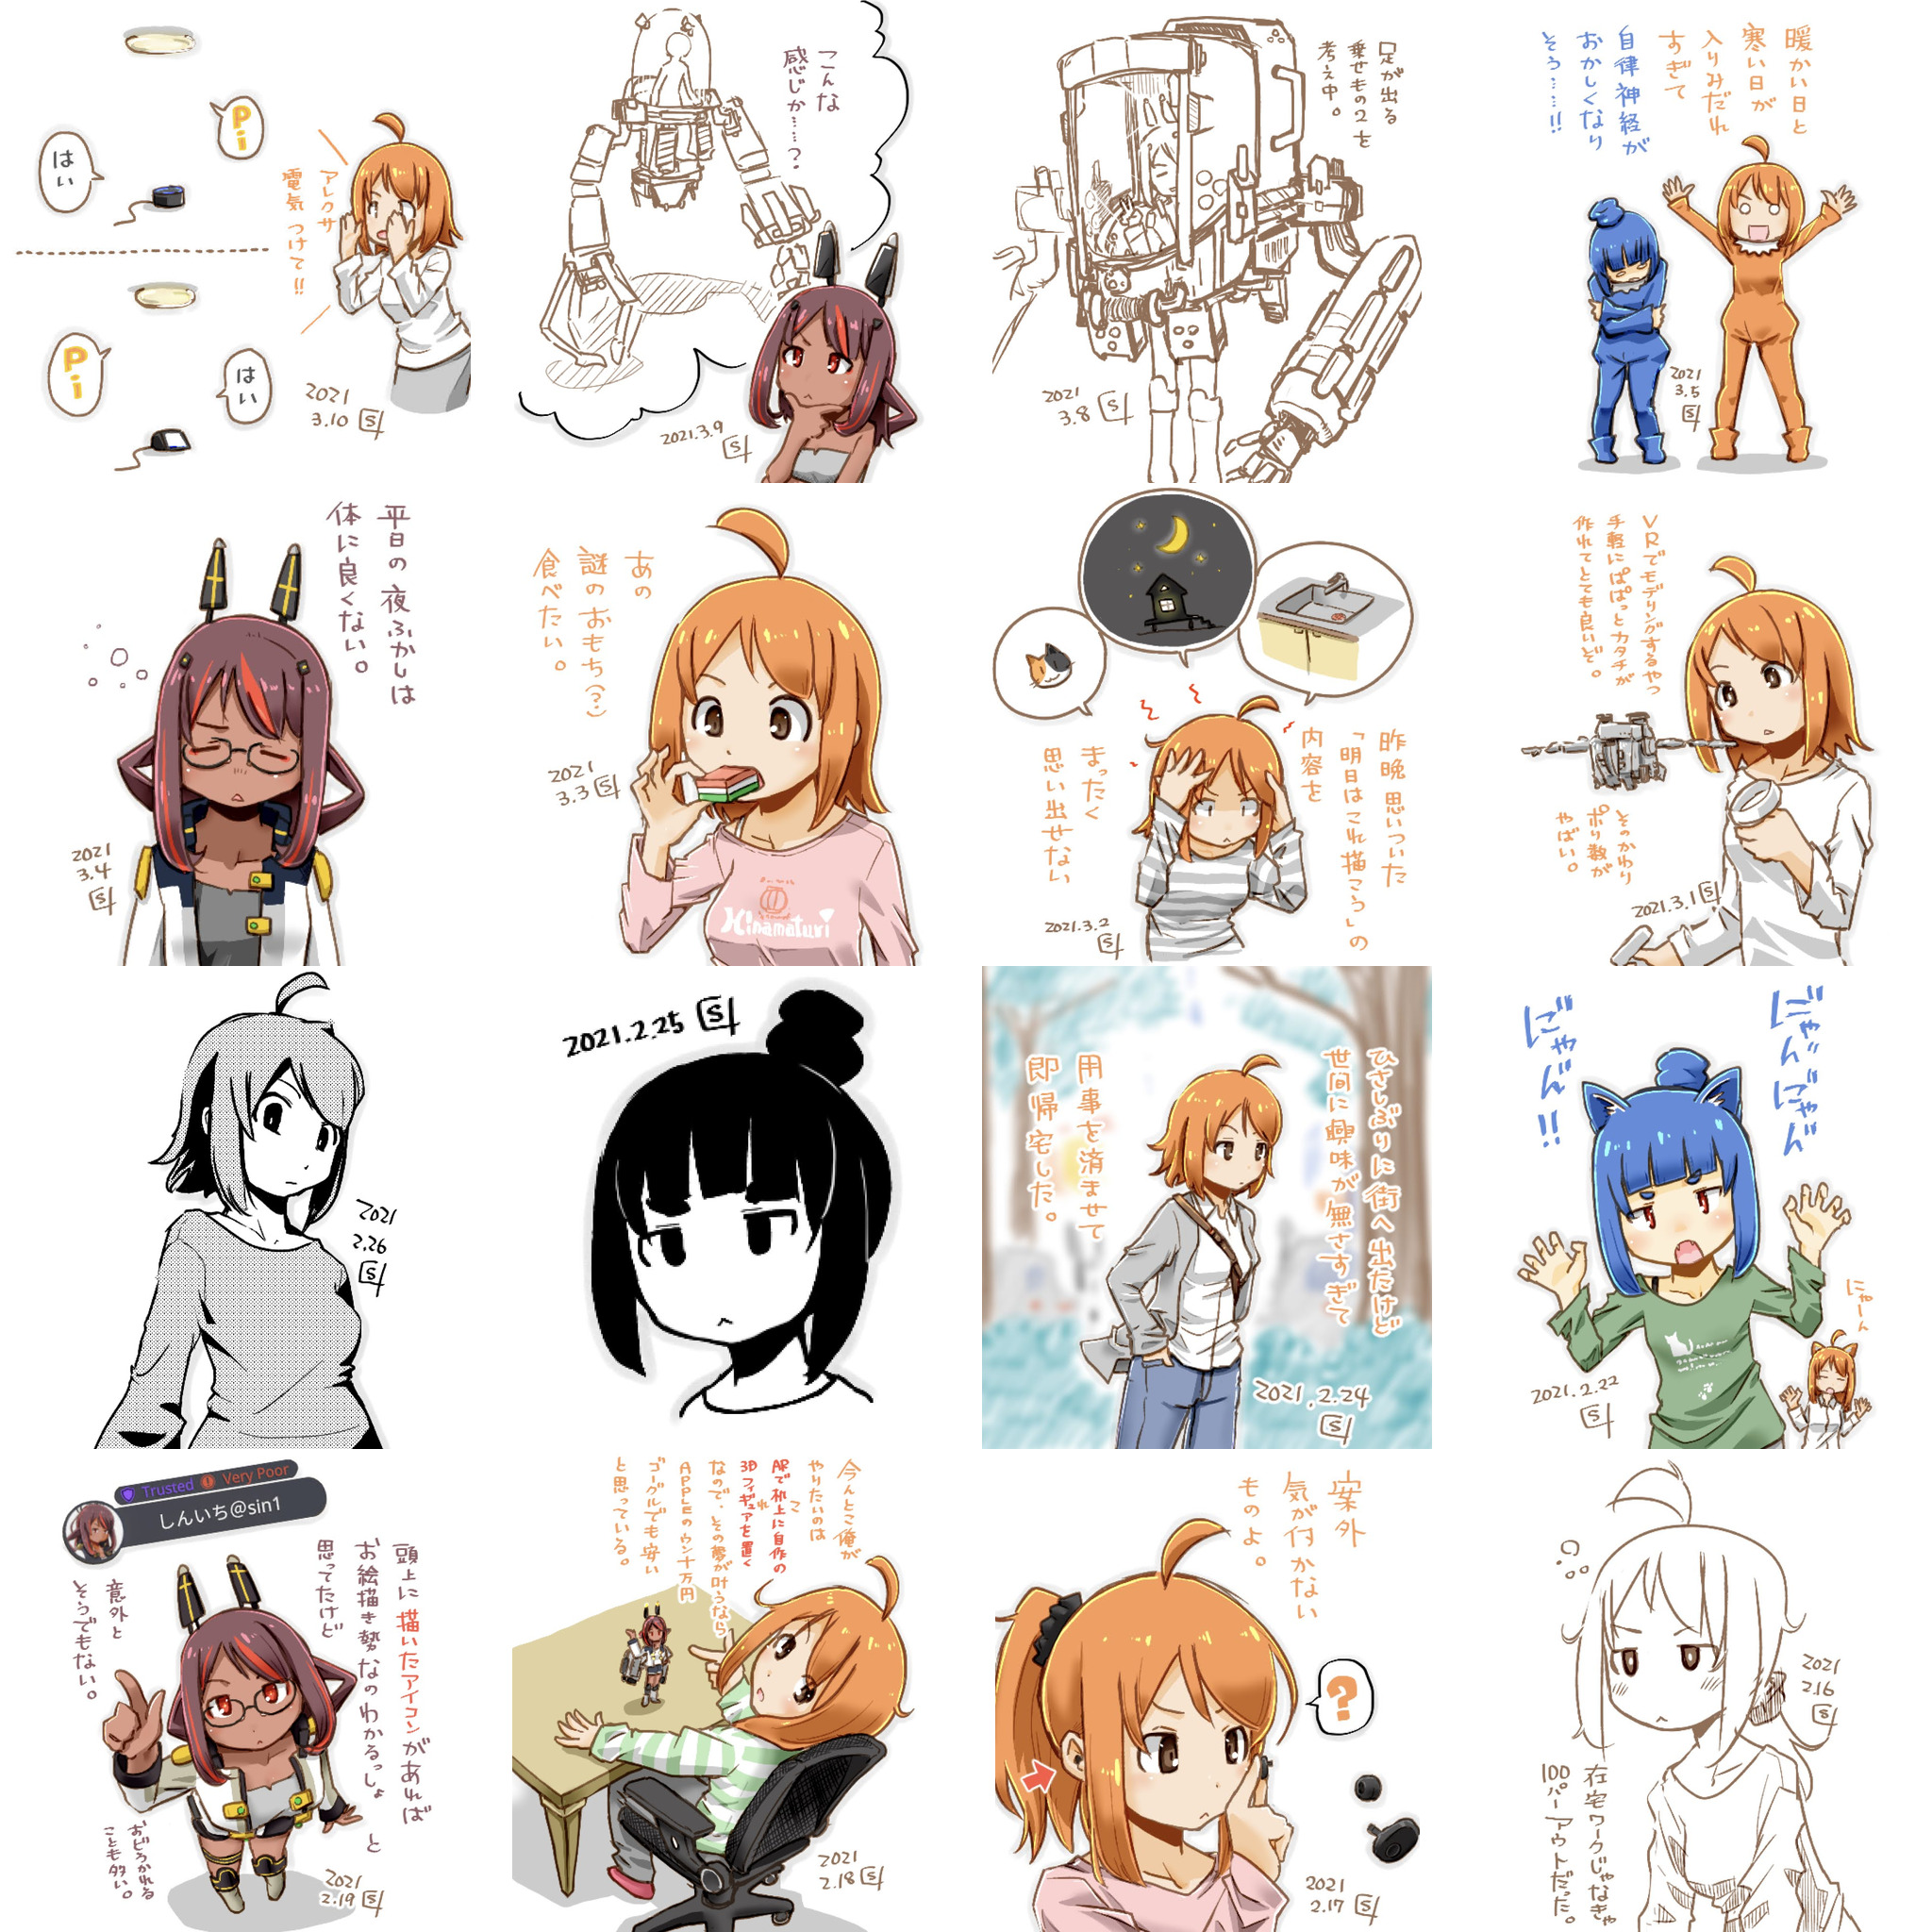 Pi
はい
アレクサ
電気つけて!!
Pi
はい
2021
3.10
こんな
感じか……?
2021.3.9
足が出る
乗せもの2を
考え中。
2021
3.8
暖かい日と
寒い日が
入りみだれ
すぎて
自律神経が
おかしくなり
そう……!!
2021
3.5
平日の夜ふかしは
体に良くない。
2021
3.4
あの
謎のおもち(?)
食べたい。
2021
3.3
Hinamaturi
昨晩思いついた
「明日はこれ描こう」の
内容を
まったく
思い出せない
2021.3.2
VRでモデリングするやつ
手軽にぱぱっとカタチが
作れてとても良いぞ。
そのかわり
ポリ数が
やばい。
2021.3.1
2021
2.26
2021.2.25
ひさしぶりに街へ出たけど
世間に興味が無さすぎて
用事を済ませて
即帰宅した。
2021.2.24
にゃんにゃん
にゃん!!
にゃーん
2021.2.22
Trusted Very Poor
しんいち@sin1
頭上に描いたアイコンがあれば
お絵描き勢なのわかるっしょ と
思ってたけど
意外と
そうでもない。
おどろかれる
ことも多い。
2021
2.19
今んとこ俺が
やりたいのは
ARで机上に自作の
3Dフィギュアを置く
これ
なので、その夢が叶うなら
APPLEのウン十万円
ゴーグルでも安い
と思っている。
2021
2.18
案外
気が付かない
ものよ。
?
2021
2.17
2021
2.16
在宅ワークじゃなきゃ
100パーアウトだった。